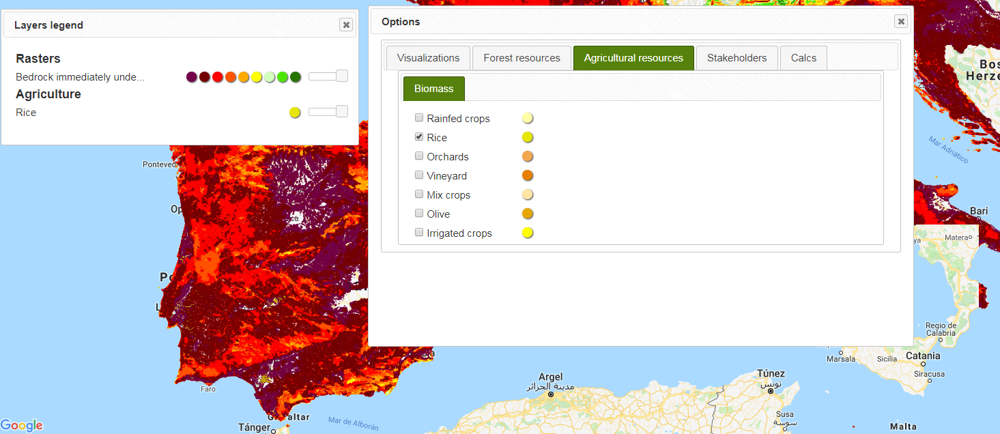 Layers legend
Rasters
Bedrock immediately unde...
Agriculture
Rice
Options
Visualizations
Forest resources
Agricultural resources
Stakeholders
Calcs
Biomass
Rainfed crops
Rice
Orchards
Vineyard
Mix crops
Olive
Irrigated crops
Bos
Herze
Mar Adriático
Pontevedr
Op
ca
Bari
Matera
ya
Po
L
Regio de
Calabria
Marsala
Sicilia
Catania
Siracusa
a
Faro
Argel
مدينة الجزائر
Túnez
تونس
Susa
سوسة
Gibraltar
Mar de Alborán
Tánger
Malta
Google